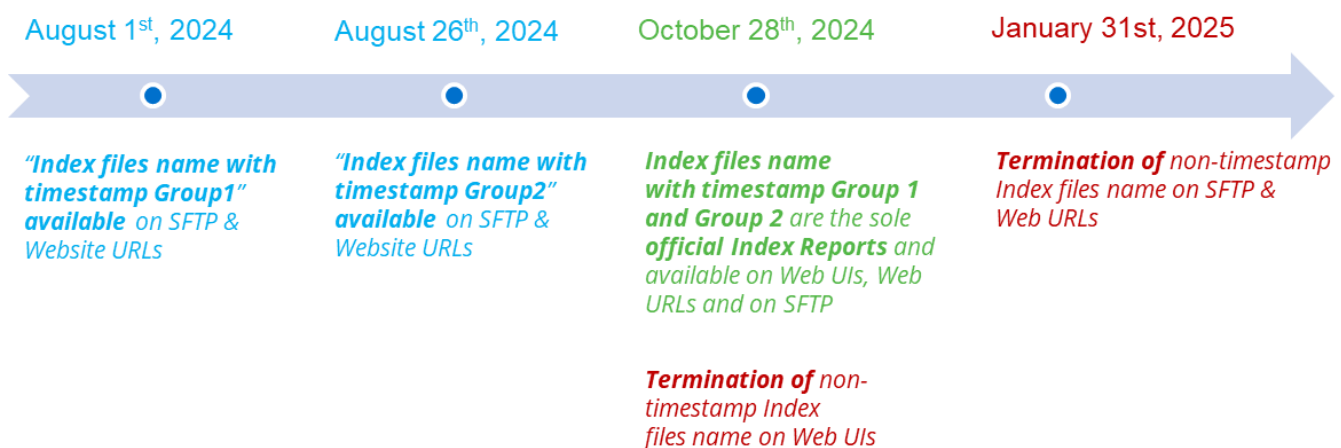 August 1st, 2024
August 26th, 2024
October 28th, 2024
January 31st, 2025
“Index files name with
timestamp Group1”
available on SFTP &
Website URLs
“Index files name with
timestamp Group2”
available on SFTP &
Website URLs
Index files name
with timestamp Group 1
and Group 2 are the sole
official Index Reports and
available on Web UIs, Web
URLs and on SFTP
Termination of non-
timestamp Index
files name on Web UIs
Termination of non-timestamp
Index files name on SFTP &
Web URLs